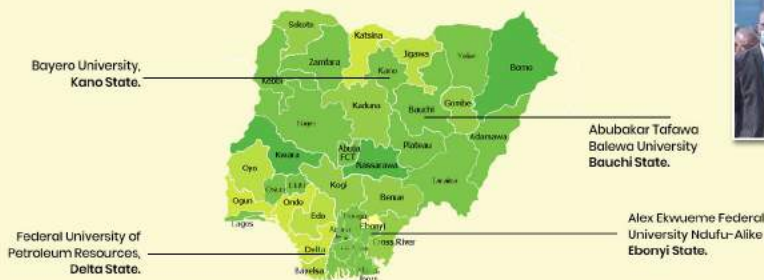 Sokoto
Katsina
Jigawa
Zamfara
Yobe
Borno
Kano
Kebbi
Bayero University,
Kano State.
Kaduna
Bauchi
Gombe
Niger
Adamawa
Abubakar Tafawa
Balewa University
Bauchi State.
Abuja
FCT
Plateau
Kwara
Nassarawa
Oyo
Taraba
Kogi
Benue
Osun
Ekiti
Ogun
Ondo
Edo
Lagos
Ebonyi
Cross River
Delta
Bayelsa
Federal University of
Petroleum Resources,
Delta State.
Alex Ekwueme Federal
University Ndufu-Alike
Ebonyi State.